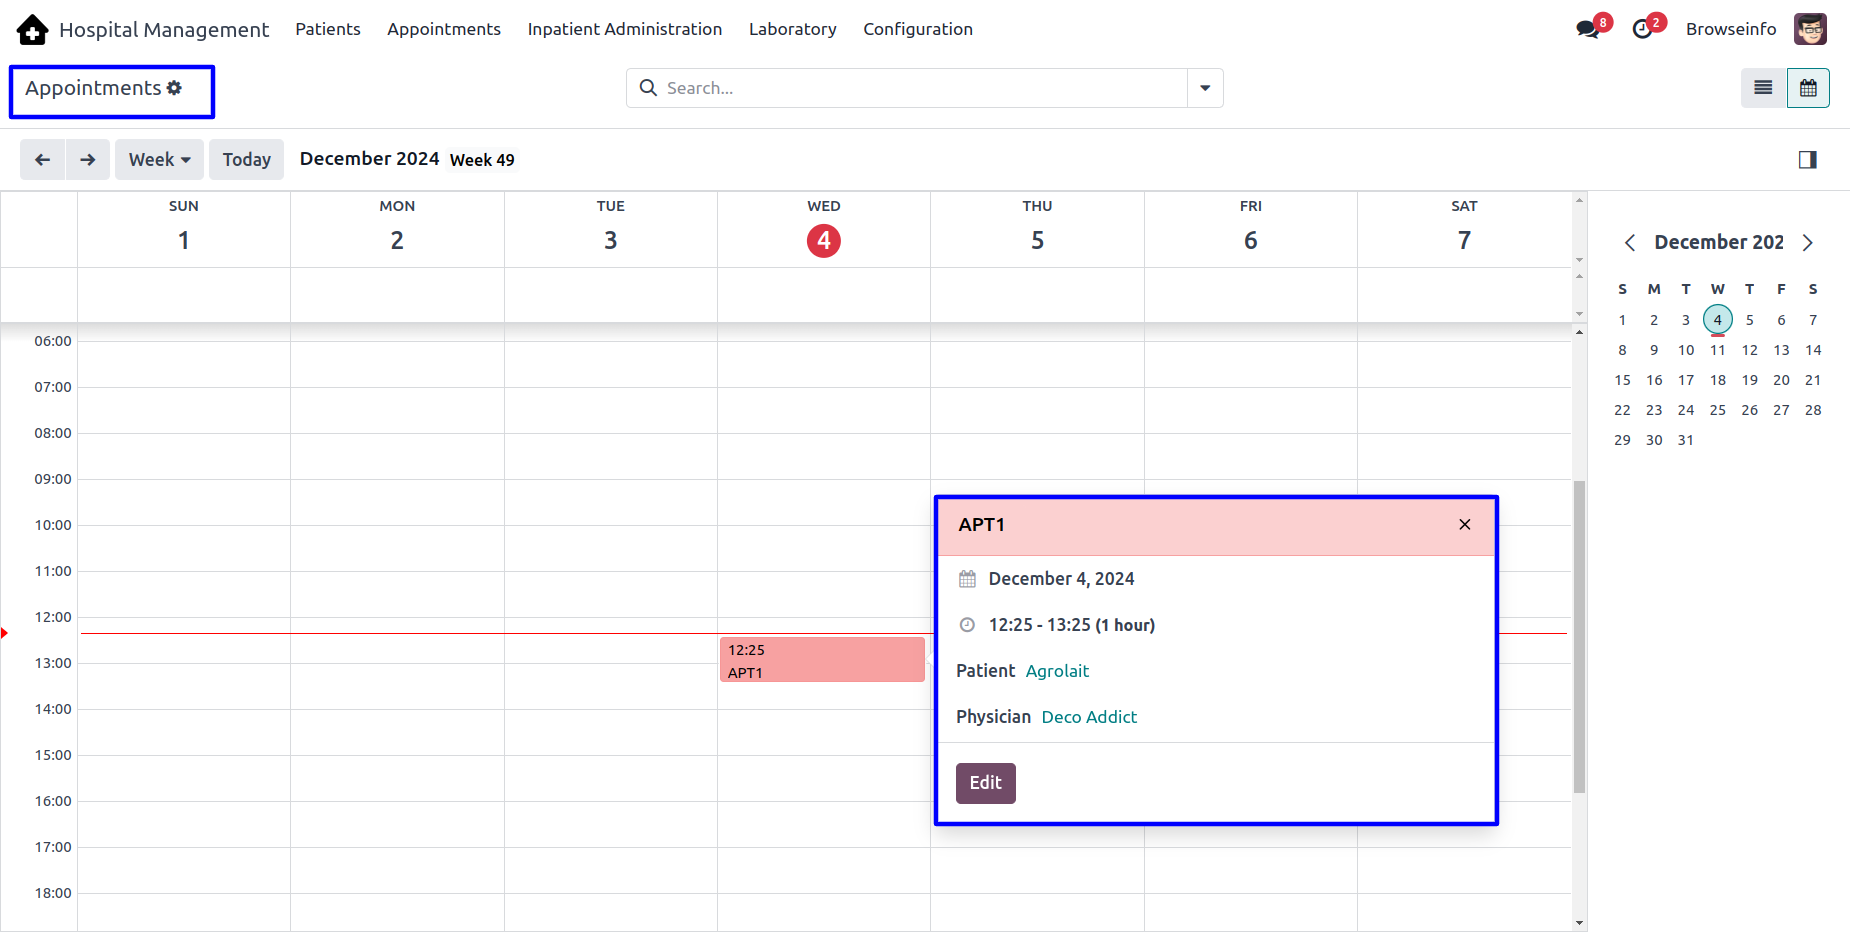 Hospital Management Patients Appointments Inpatient Administration Laboratory Configuration 8 2 Browseinfo
Appointments Search...
Week Today December 2024 Week 49
SUN MON TUE WED THU FRI SAT
1 2 3 4 5 6 7
December 202
S M T W T F S
1 2 3 4 5 6 7
8 9 10 11 12 13 14
15 16 17 18 19 20 21
22 23 24 25 26 27 28
29 30 31
06:00
07:00
08:00
09:00
10:00
11:00
12:00
13:00
14:00
15:00
16:00
17:00
18:00
12:25
APT1
APT1
December 4, 2024
12:25 - 13:25 (1 hour)
Patient Agrolait
Physician Deco Addict
Edit